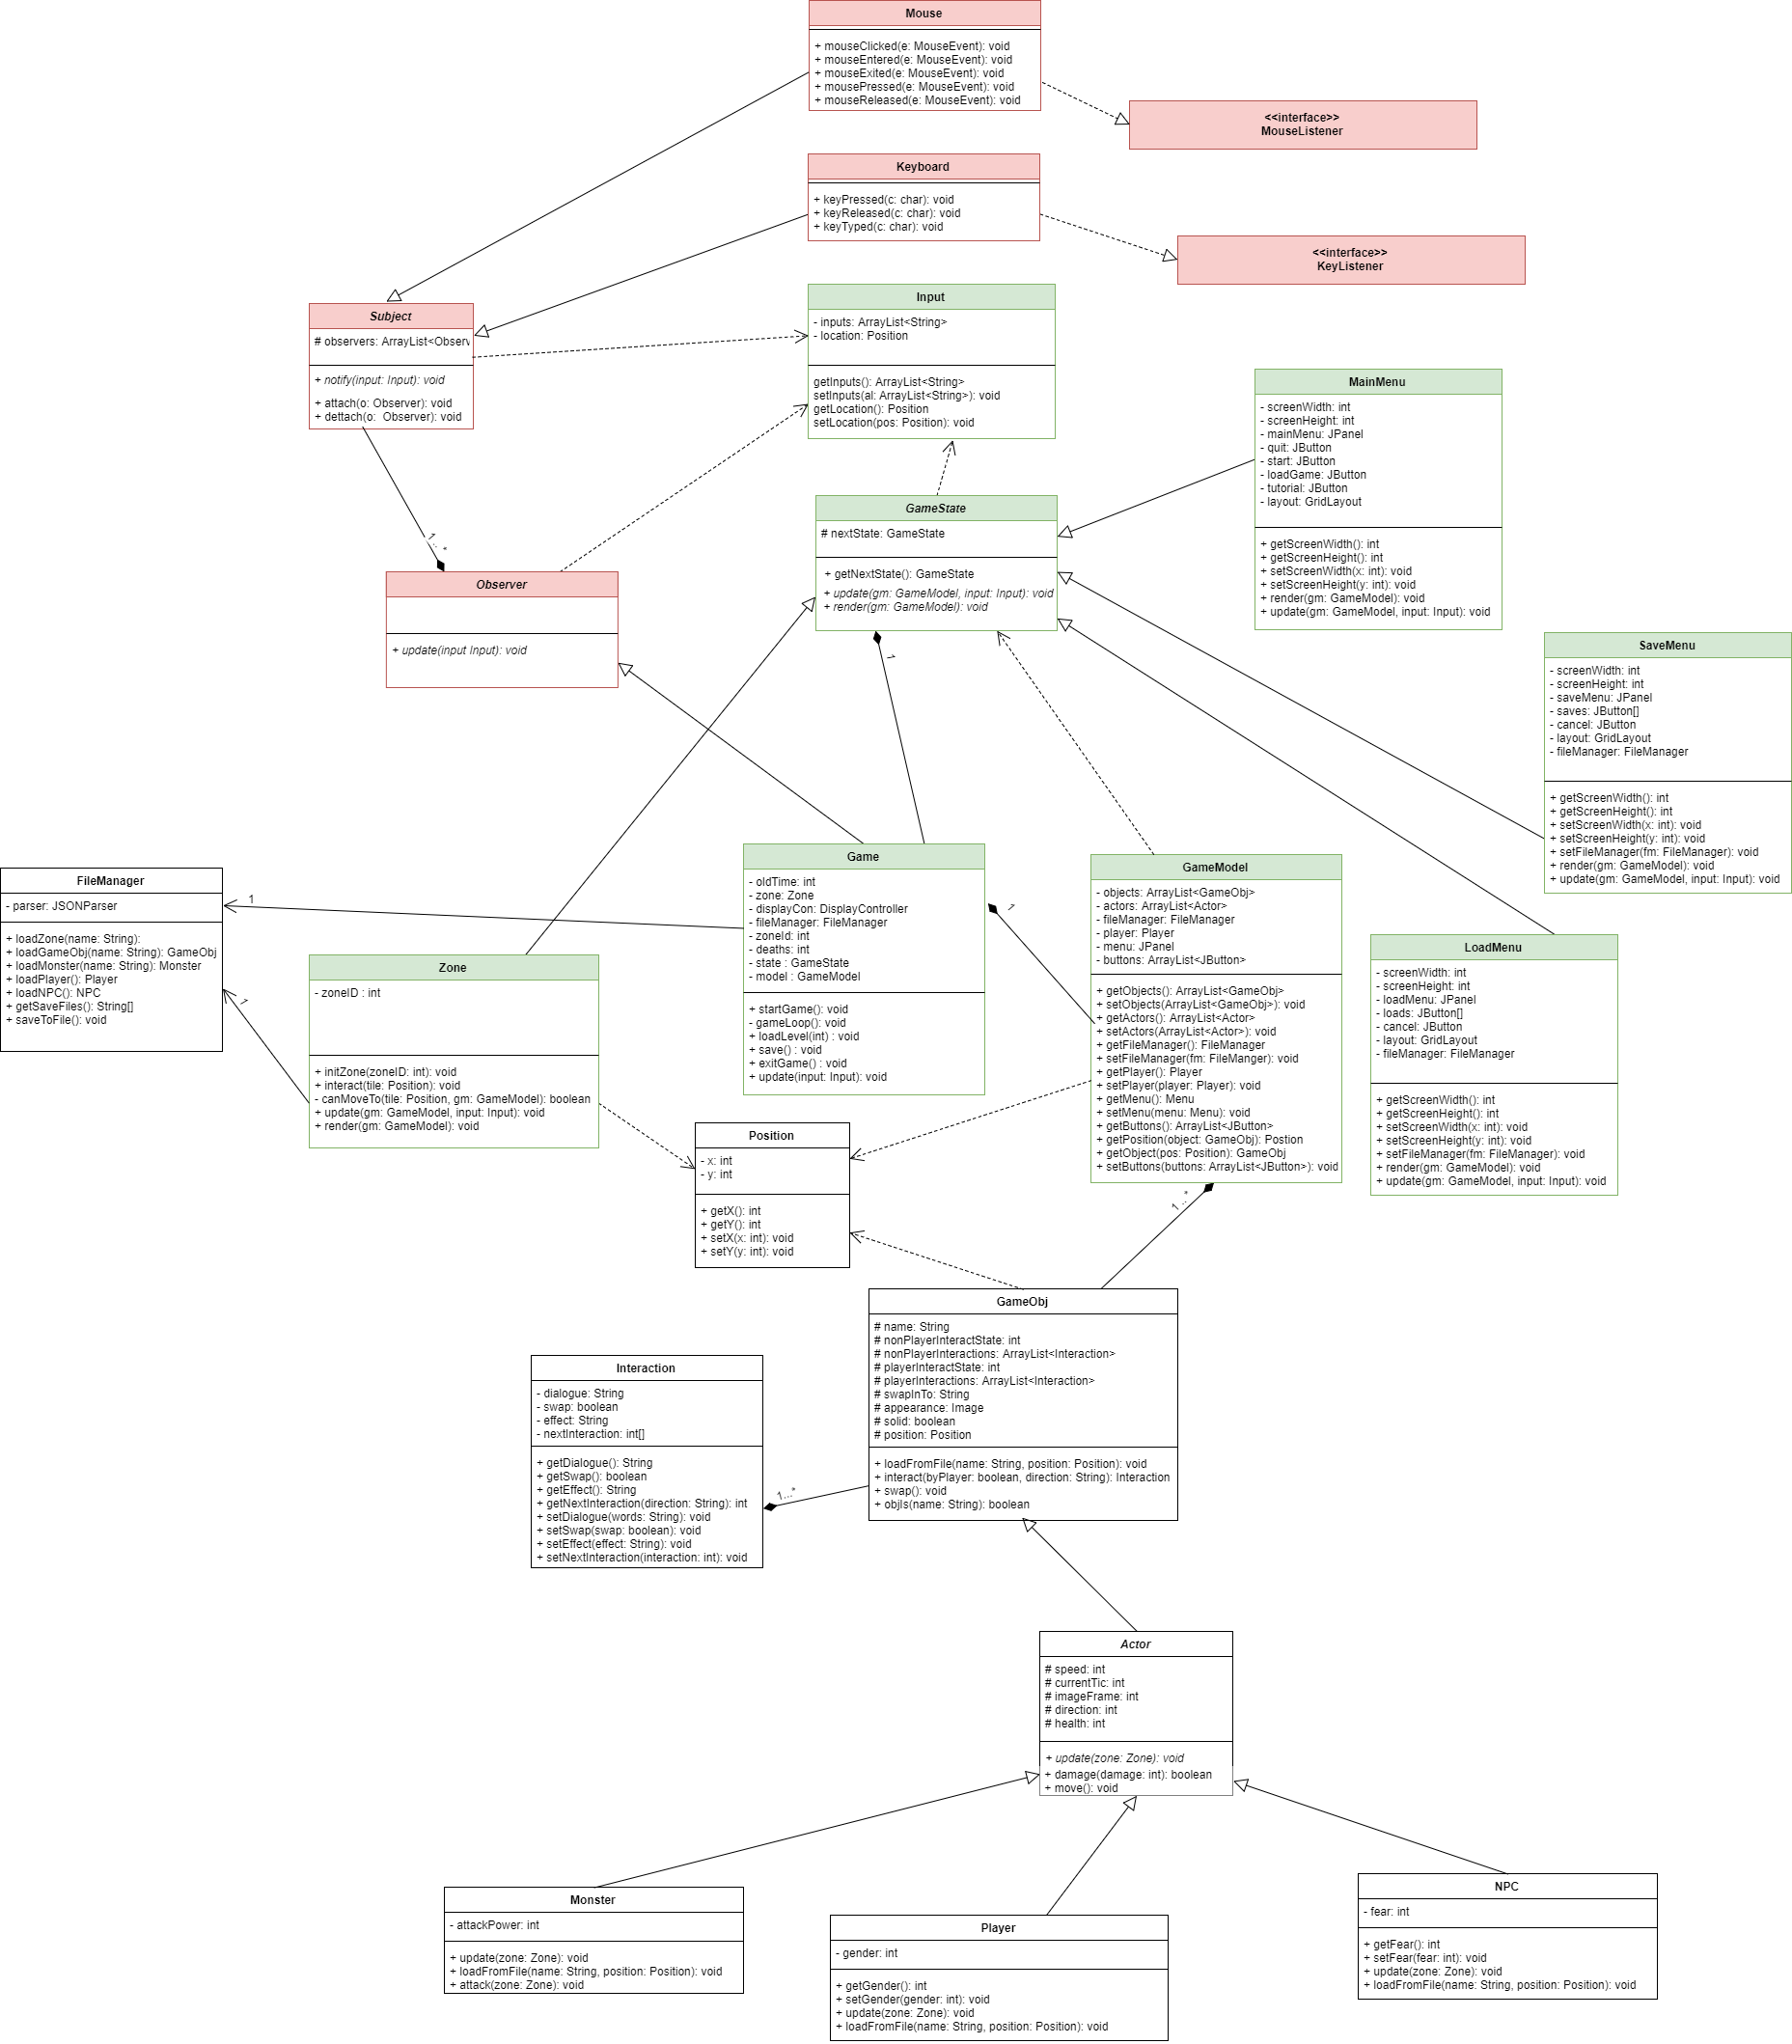 Mouse
+ mouseClicked(e: MouseEvent): void
+ mouseEntered(e: MouseEvent): void
+ mouseExited(e: MouseEvent): void
+ mousePressed(e: MouseEvent): void
+ mouseReleased(e: MouseEvent): void
<<interface>>
MouseListener
Keyboard
+ keyPressed(c: char): void
+ keyReleased(c: char): void
+ keyTyped(c: char): void
<<interface>>
KeyListener
Subject
# observers: ArrayList<Observ
+ notify(input: Input): void
+ attach(o: Observer): void
+ dettach(o: Observer): void
Input
- inputs: ArrayList<String>
- location: Position
getInputs(): ArrayList<String>
setInputs(al: ArrayList<String>): void
getLocation(): Position
setLocation(pos: Position): void
MainMenu
- screenWidth: int
- screenHeight: int
- mainMenu: JPanel
- quit: JButton
- start: JButton
- loadGame: JButton
- tutorial: JButton
- layout: GridLayout
+ getScreenWidth(): int
+ getScreenHeight(): int
+ setScreenWidth(x: int): void
+ setScreenHeight(y: int): void
+ render(gm: GameModel): void
+ update(gm: GameModel, input: Input): void
GameState
# nextState: GameState
+ getNextState(): GameState
+ update(gm: GameModel, input: Input): void
+ render(gm: GameModel): void
1...*
Observer
+ update(input Input): void
1
SaveMenu
- screenWidth: int
- screenHeight: int
- saveMenu: JPanel
- saves: JButton[]
- cancel: JButton
- layout: GridLayout
- fileManager: FileManager
+ getScreenWidth(): int
+ getScreenHeight(): int
+ setScreenWidth(x: int): void
+ setScreenHeight(y: int): void
+ setFileManager(fm: FileManager): void
+ render(gm: GameModel): void
+ update(gm: GameModel, input: Input): void
FileManager
- parser: JSONParser
+ loadZone(name: String):
+ loadGameObj(name: String): GameObj
+ loadMonster(name: String): Monster
+ loadPlayer(): Player
+ loadNPC(): NPC
+ getSaveFiles(): String[]
+ saveToFile(): void
1
1
Game
- oldTime: int
- zone: Zone
- displayCon: DisplayController
- fileManager: FileManager
- zoneId: int
- deaths: int
- state : GameState
- model : GameModel
+ startGame(): void
- gameLoop(): void
+ loadLevel(int) : void
+ save() : void
+ exitGame() : void
+ update(input: Input): void
1
GameModel
- objects: ArrayList<GameObj>
- actors: ArrayList<Actor>
- fileManager: FileManager
- player: Player
- menu: JPanel
- buttons: ArrayList<JButton>
+ getObjects(): ArrayList<GameObj>
+ setObjects(ArrayList<GameObj>): void
+ getActors(): ArrayList<Actor>
+ setActors(ArrayList<Actor>): void
+ getFileManager(): FileManager
+ setFileManager(fm: FileManger): void
+ getPlayer(): Player
+ setPlayer(player: Player): void
+ getMenu(): Menu
+ setMenu(menu: Menu): void
+ getButtons(): ArrayList<JButton>
+ getPosition(object: GameObj): Postion
+ getObject(pos: Position): GameObj
+ setButtons(buttons: ArrayList<JButton>): void
LoadMenu
- screenWidth: int
- screenHeight: int
- loadMenu: JPanel
- loads: JButton[]
- cancel: JButton
- layout: GridLayout
- fileManager: FileManager
+ getScreenWidth(): int
+ getScreenHeight(): int
+ setScreenWidth(x: int): void
+ setScreenHeight(y: int): void
+ setFileManager(fm: FileManager): void
+ render(gm: GameModel): void
+ update(gm: GameModel, input: Input): void
Zone
- zoneID : int
+ initZone(zoneID: int): void
+ interact(tile: Position): void
- canMoveTo(tile: Position, gm: GameModel): boolean
+ update(gm: GameModel, input: Input): void
+ render(gm: GameModel): void
Position
- x: int
- y: int
+ getX(): int
+ getY(): int
+ setX(x: int): void
+ setY(y: int): void
1...*
GameObj
# name: String
# nonPlayerInteractState: int
# nonPlayerInteractions: ArrayList<Interaction>
# playerInteractState: int
# playerInteractions: ArrayList<Interaction>
# swapInTo: String
# appearance: Image
# solid: boolean
# position: Position
+ loadFromFile(name: String, position: Position): void
+ interact(byPlayer: boolean, direction: String): Interaction
+ swap(): void
+ objIs(name: String): boolean
Interaction
- dialogue: String
- swap: boolean
- effect: String
- nextInteraction: int[]
+ getDialogue(): String
+ getSwap(): boolean
+ getEffect(): String
+ getNextInteraction(direction: String): int
+ setDialogue(words: String): void
+ setSwap(swap: boolean): void
+ setEffect(effect: String): void
+ setNextInteraction(interaction: int): void
1...*
Actor
# speed: int
# currentTic: int
# imageFrame: int
# direction: int
# health: int
+ update(zone: Zone): void
+ damage(damage: int): boolean
+ move(): void
Monster
- attackPower: int
+ update(zone: Zone): void
+ loadFromFile(name: String, position: Position): void
+ attack(zone: Zone): void
Player
- gender: int
+ getGender(): int
+ setGender(gender: int): void
+ update(zone: Zone): void
+ loadFromFile(name: String, position: Position): void
NPC
- fear: int
+ getFear(): int
+ setFear(fear: int): void
+ update(zone: Zone): void
+ loadFromFile(name: String, position: Position): void